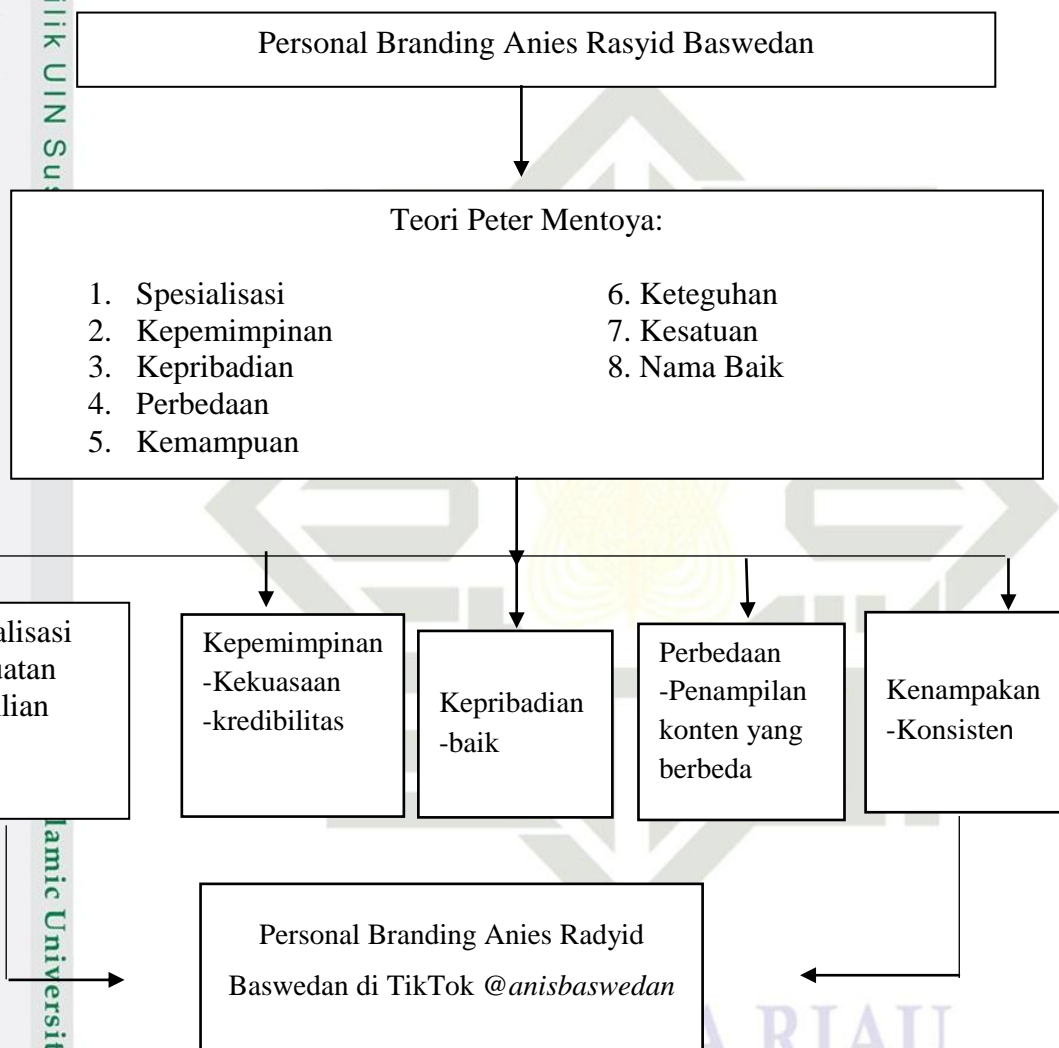 Personal Branding Anies Rasyid Baswedan
Teori Peter Mentoya:
1. Spesialisasi
2. Kepemimpinan
3. Kepribadian
4. Perbedaan
5. Kemampuan
6. Keteguhan
7. Kesatuan
8. Nama Baik
Kepemimpinan
-Kekuasaan
-kredibilitas
Kepribadian
-baik
Perbedaan
-Penampilan
konten yang
berbeda
Kenampakan
-Konsisten
Personal Branding Anies Radyid
Baswedan di TikTok @anisbaswedan
UIN
RIAU